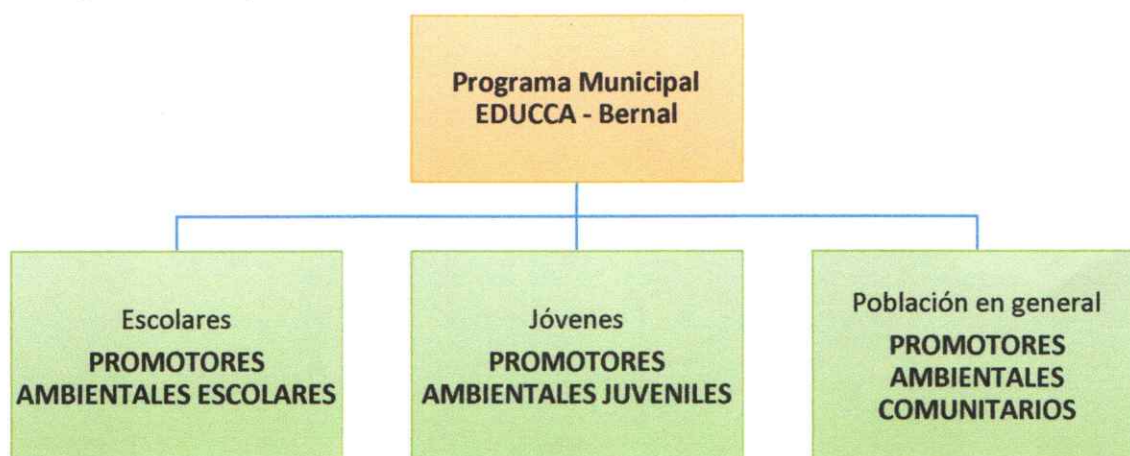 Programa Municipal
EDUCCA - Bernal
Escolares
PROMOTORES
AMBIENTALES ESCOLARES
Jóvenes
PROMOTORES
AMBIENTALES JUVENILES
Población en general
PROMOTORES
AMBIENTALES
COMUNITARIOS